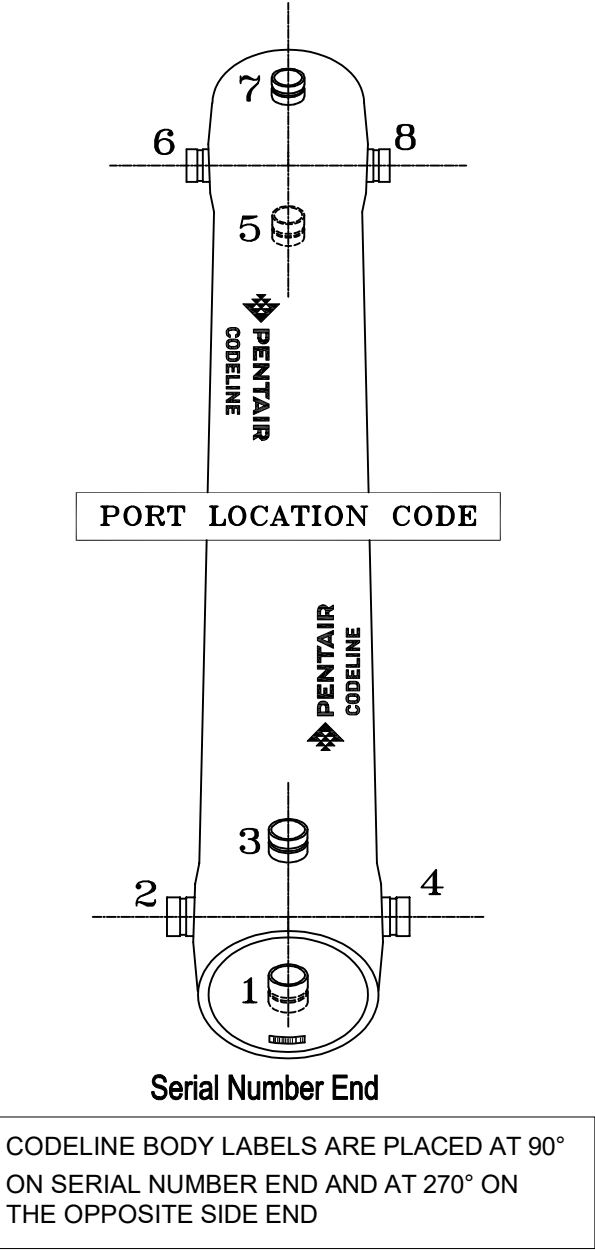 7
6
8
5
PENTAIR
CODELINE
PORT LOCATION CODE
PENTAIR
CODELINE
3
2
4
1
Serial Number End
CODELINE BODY LABELS ARE PLACED AT 90°
ON SERIAL NUMBER END AND AT 270° ON
THE OPPOSITE SIDE END